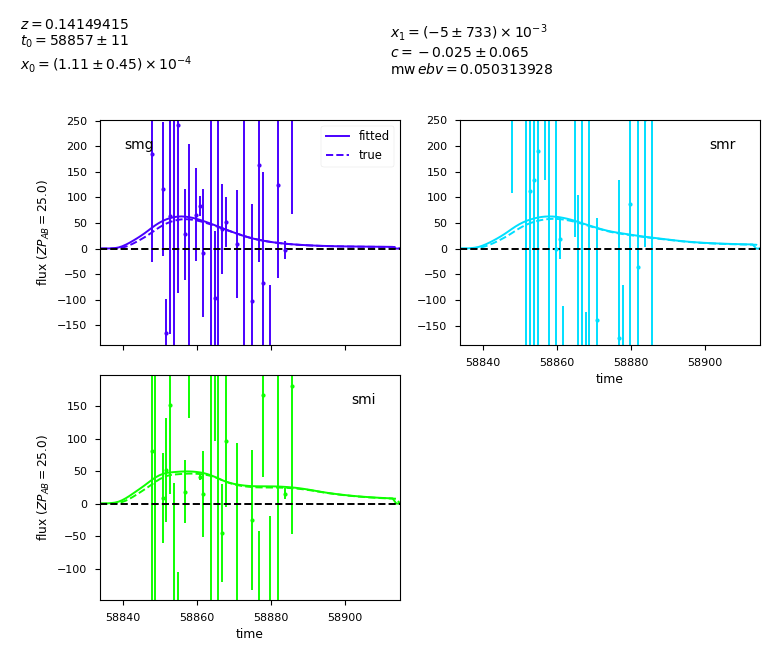 z = 0.14149415
t₀ = 58857 ± 11
x₀ = (1.11 ± 0.45) × 10⁻⁴
x₁ = (−5 ± 733) × 10⁻³
c = −0.025 ± 0.065
mw ebv = 0.050313928
250
200
150
100
50
0
−50
−100
−150
flux (ZP_AB = 25.0)
smg
fitted
true
250
200
150
100
50
0
−50
−100
−150
smr
58840
58860
58880
58900
time
150
100
50
0
−50
−100
flux (ZP_AB = 25.0)
smi
58840
58860
58880
58900
time